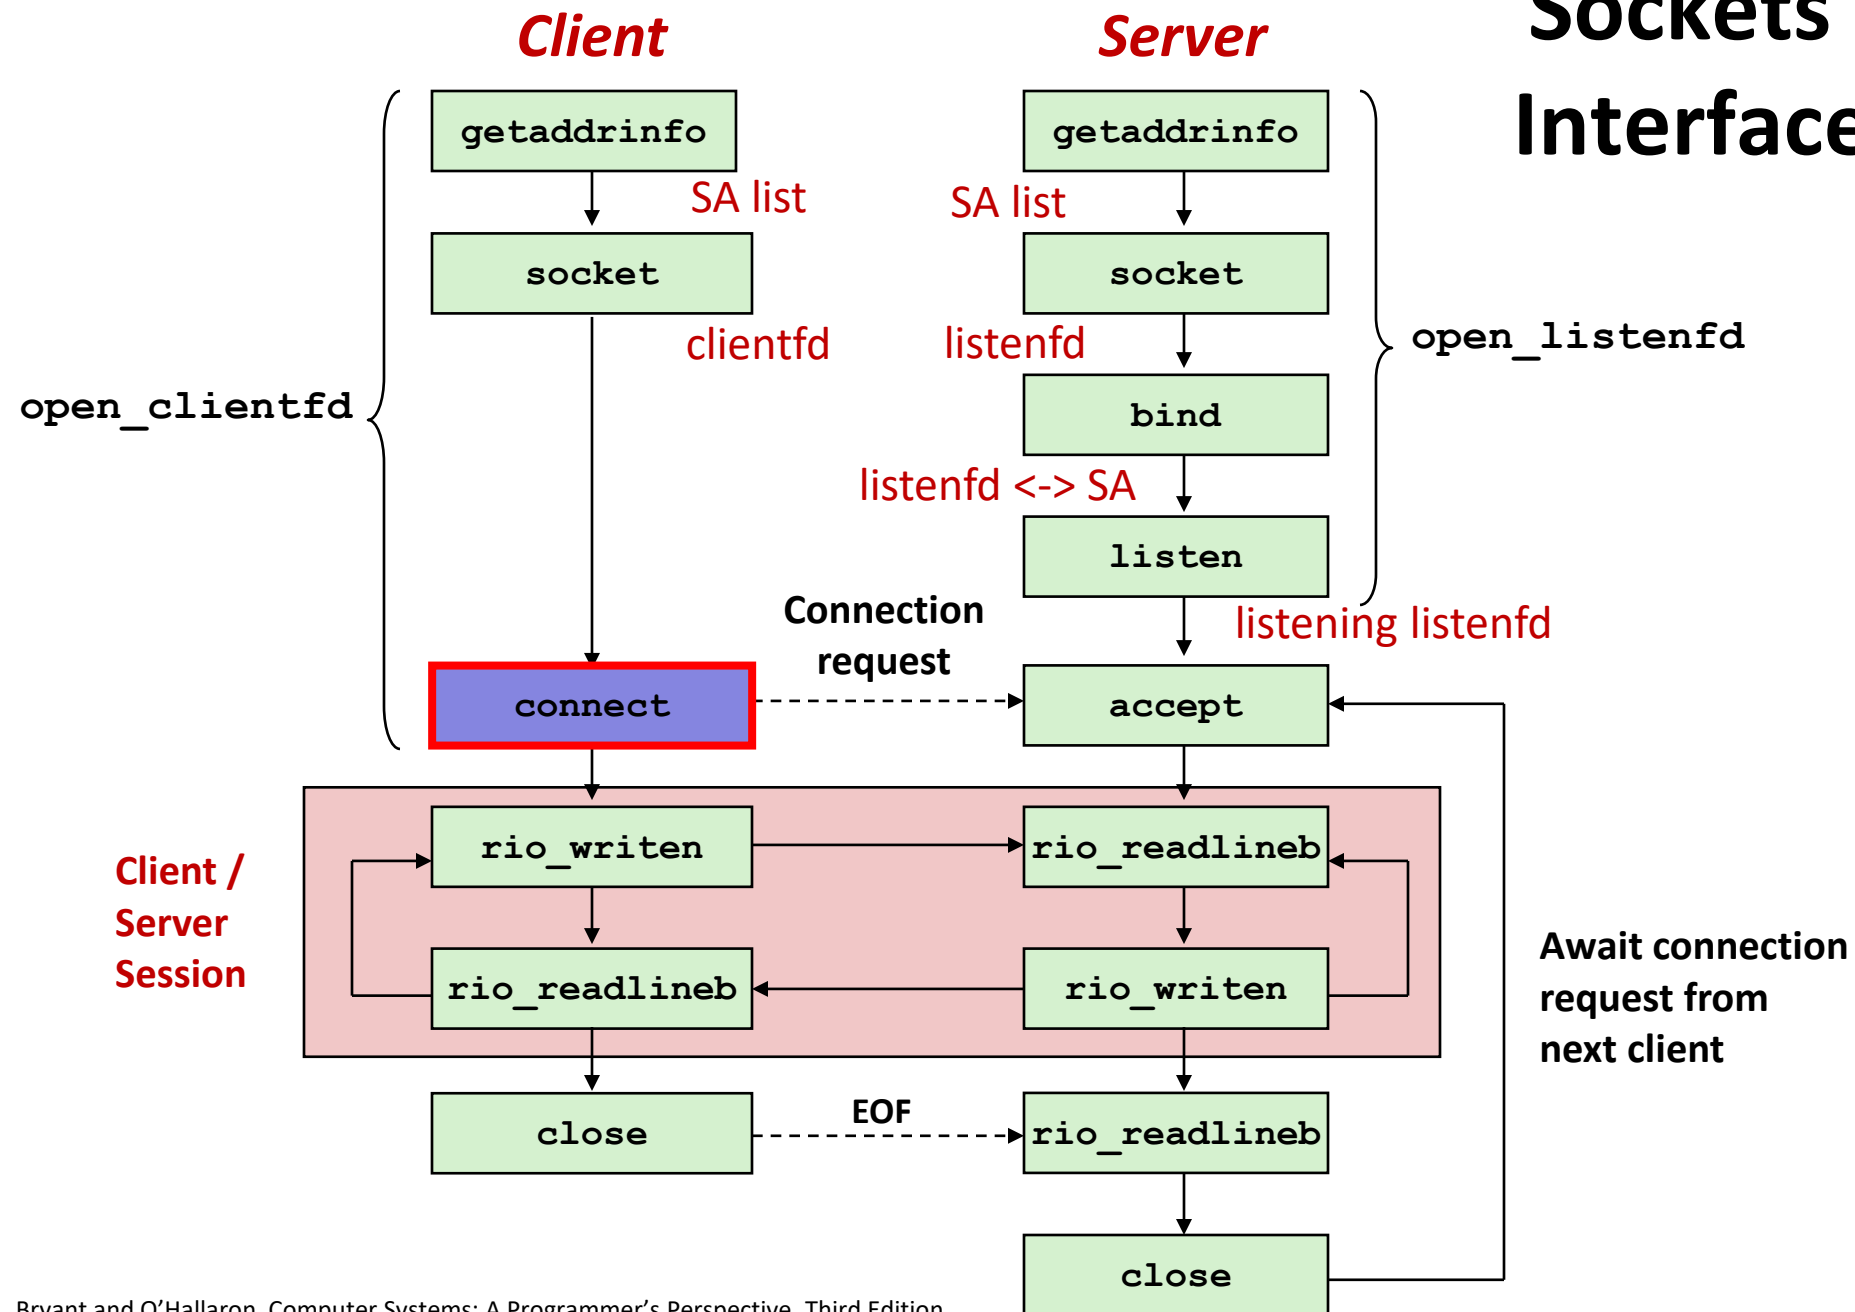 Sockets
Interface
Client
Server
getaddrinfo
getaddrinfo
SA list
SA list
socket
socket
clientfd
listenfd
open_listenfd
open_clientfd
bind
listenfd <-> SA
listen
Connection
request
listening listenfd
connect
accept
Client /
Server
Session
rio_writen
rio_readlineb
rio_readlineb
rio_writen
Await connection
request from
next client
close
EOF
rio_readlineb
close
Bryant and O'Hallaron, Computer Systems: A Programmer's Perspective, Third Edition